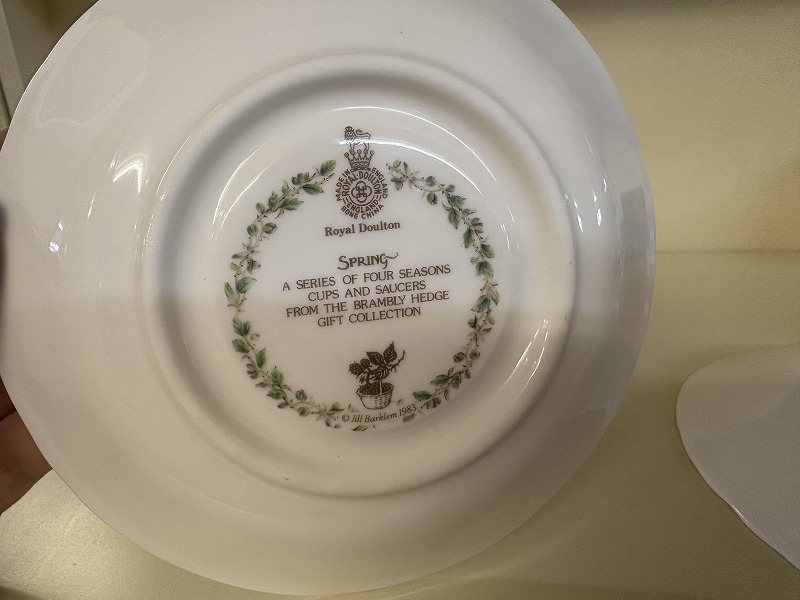 MADE IN ENGLAND
ROYAL·DOULTON
ENGLAND
BONE CHINA
Royal Doulton
SPRING
A SERIES OF FOUR SEASONS
CUPS AND SAUCERS
FROM THE BRAMBLY HEDGE
GIFT COLLECTION
© Jill Barklem 1983